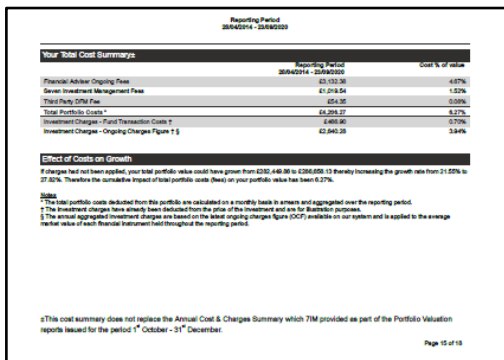 Reporting Period
28/04/2014 - 23/09/2020
Your Total Cost Summary±
Reporting Period
28/04/2014 - 23/09/2020
Cost % of value
Financial Adviser Ongoing Fees £3,132.38 4.67%
Seven Investment Management Fees £1,019.54 1.52%
Third Party DFM Fee £54.35 0.08%
Total Portfolio Costs * £4,206.27 6.27%
Investment Charges - Fund Transaction Costs † £466.90 0.70%
Investment Charges - Ongoing Charges Figure † § £2,640.28 3.94%
Effect of Costs on Growth
If charges had not been applied, your total portfolio value could have grown from to thereby increasing the growth rate from 21.55% to
27.82%. Therefore the cumulative impact of total portfolio costs (fees) on your portfolio value has been 6.27%.
Notes
* The total portfolio costs deducted from this portfolio are calculated on a monthly basis in arrears and aggregated over the reporting period.
† The investment charges have already been deducted from the price of the investment and are for illustration purposes.
§ The annual aggregated investment charges are based on the latest ongoing charges figure (OCF) available on our system and is applied to the average
market value of each financial instrument held throughout the reporting period.
±This cost summary does not replace the Annual Cost & Charges Summary which 7IM provided as part of the Portfolio Valuation
reports issued for the period 1st October - 31st December.
Page 15 of 18